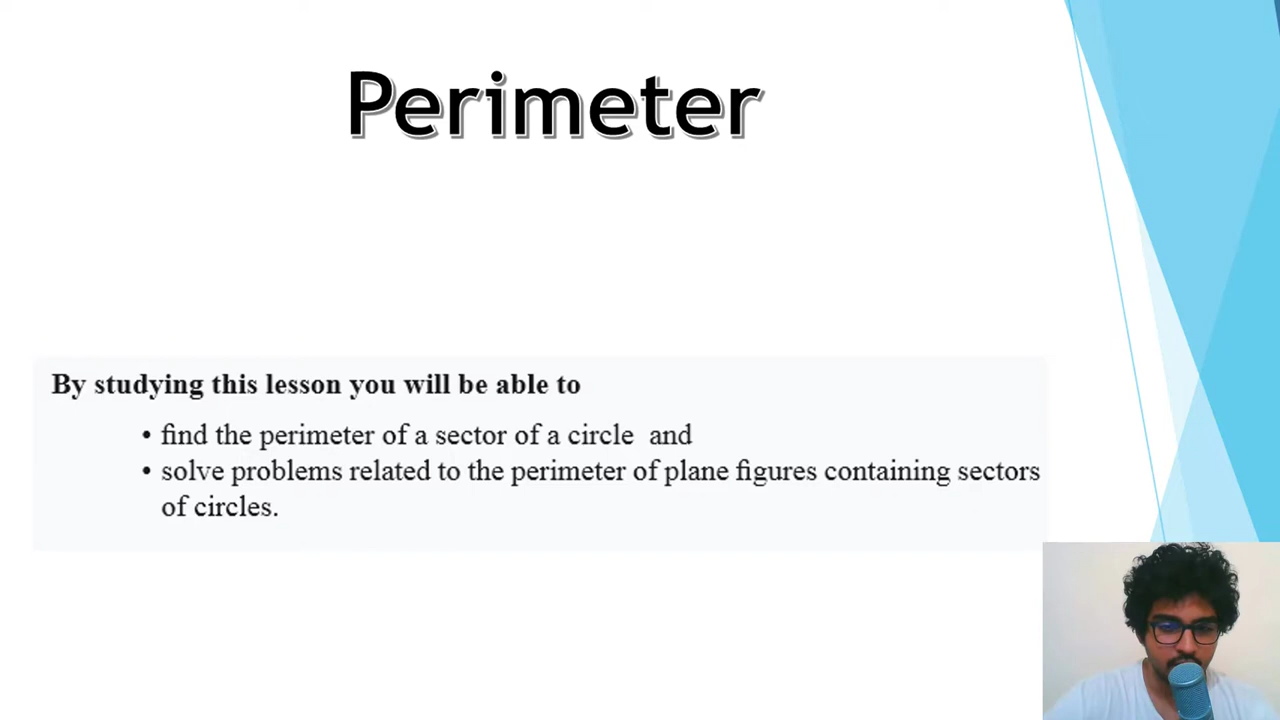 Perimeter
By studying this lesson you will be able to
• find the perimeter of a sector of a circle and
• solve problems related to the perimeter of plane figures containing sectors
of circles.